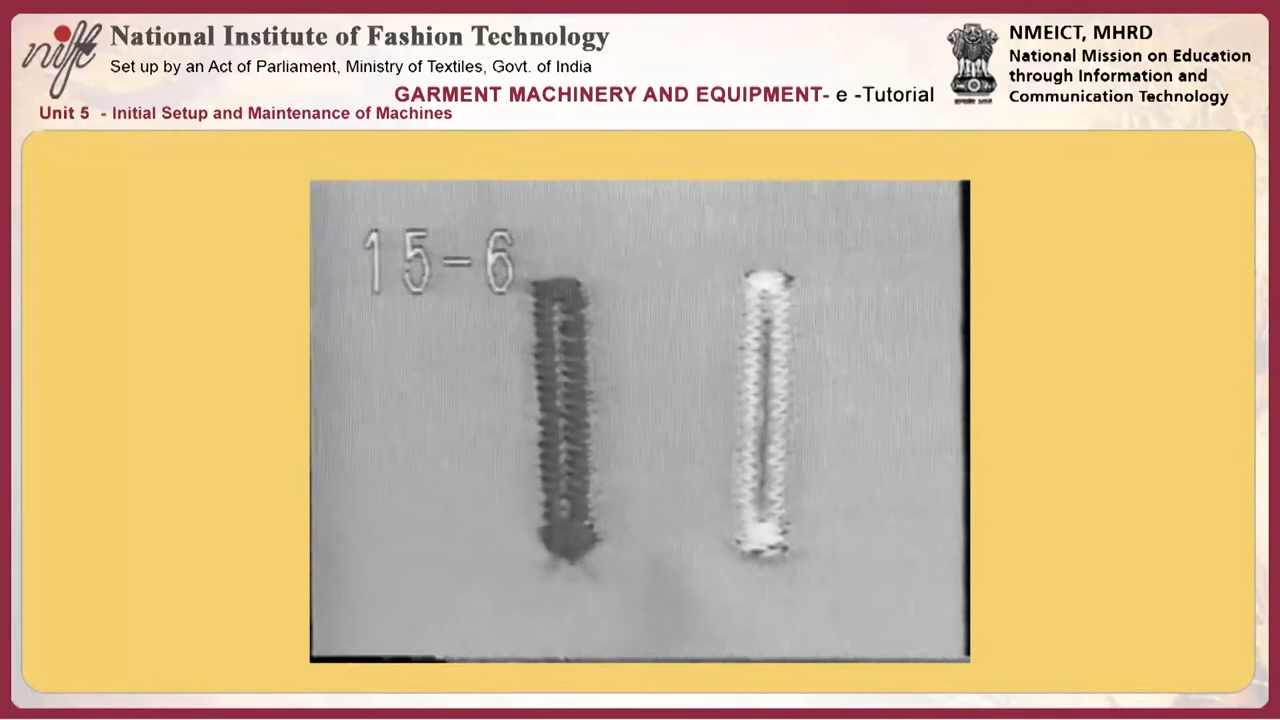 nift
National Institute of Fashion Technology
Set up by an Act of Parliament, Ministry of Textiles, Govt. of India
NMEICT, MHRD
National Mission on Education
through Information and
Communication Technology
GARMENT MACHINERY AND EQUIPMENT- e -Tutorial
Unit 5 - Initial Setup and Maintenance of Machines
15-6